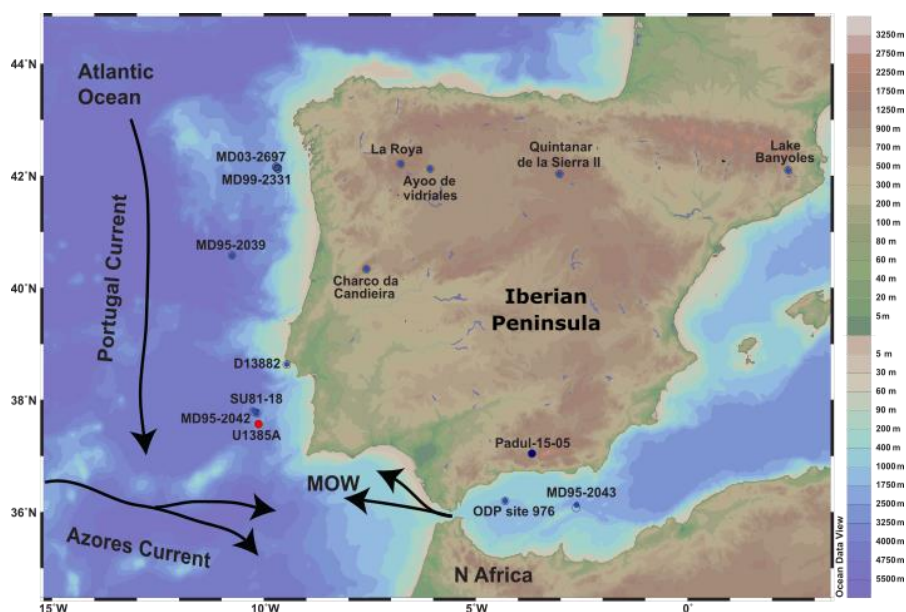 44˚N
42˚N
40˚N
38˚N
36˚N
15˚W
10˚W
5˚W
0˚
Atlantic
Ocean
Portugal Current
MD03-2697
MD99-2331
MD95-2039
D13882
SU81-18
MD95-2042
U1385A
Azores Current
MOW
La Roya
Ayoo de
vidriales
Quintanar
de la Sierra II
Lake
Banyoles
Charco da
Candieira
Iberian
Peninsula
Padul-15-05
MD95-2043
ODP site 976
N Africa
Ocean Data View
3250 m
2750 m
2250 m
1750 m
900 m
700 m
500 m
300 m
200 m
100 m
80 m
60 m
40 m
20 m
5 m
5 m
30 m
60 m
90 m
200 m
400 m
1000 m
1750 m
2500 m
3250 m
4000 m
4750 m
5500 m